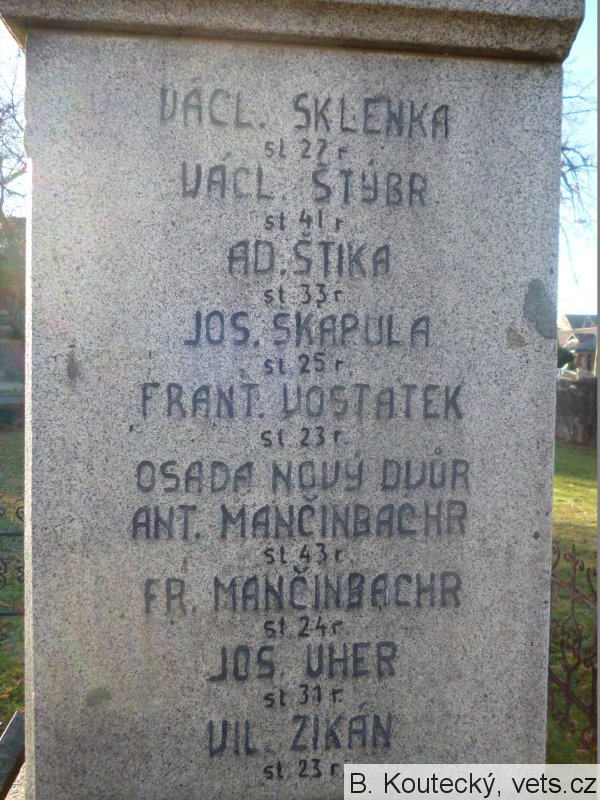 VÁCL. SKLENKA
st 27 r
VÁCL. ŠTÝBR
st 41 r
AD. ŠTIKA
st 33 r
JOS. SKAPULA
st 25 r
FRANT. VOSTATEK
st 23 r
OSADA NOVÝ DVŮR
ANT. MANČINBACHR
st 43 r
FR. MANČINBACHR
st 24 r
JOS. UHER
st 31 r
VIL. ZIKÁN
st 23 r
B. Koutecký, vets.cz